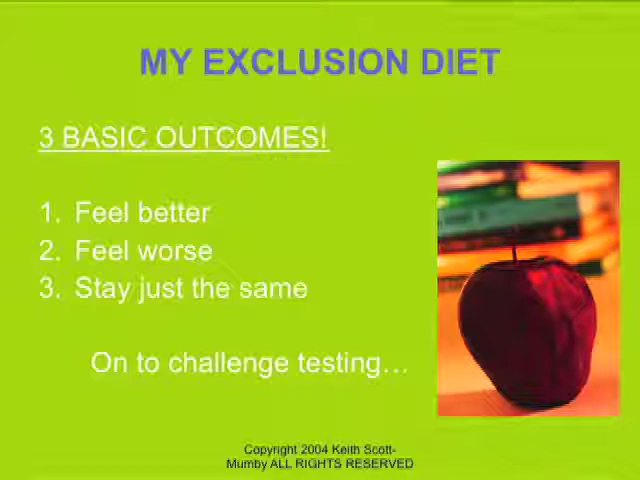 MY EXCLUSION DIET
3 BASIC OUTCOMES!
1. Feel better
2. Feel worse
3. Stay just the same
On to challenge testing…
Copyright 2004 Keith Scott-
Mumby ALL RIGHTS RESERVED